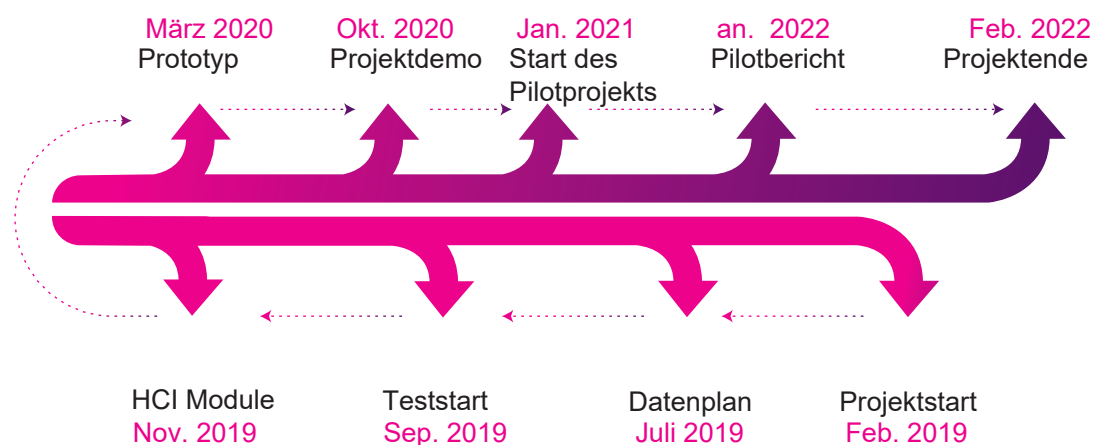 März 2020
Prototyp
Okt. 2020
Projektdemo
Jan. 2021
Start des
Pilotprojekts
an. 2022
Pilotbericht
Feb. 2022
Projektende
HCI Module
Nov. 2019
Teststart
Sep. 2019
Datenplan
Juli 2019
Projektstart
Feb. 2019